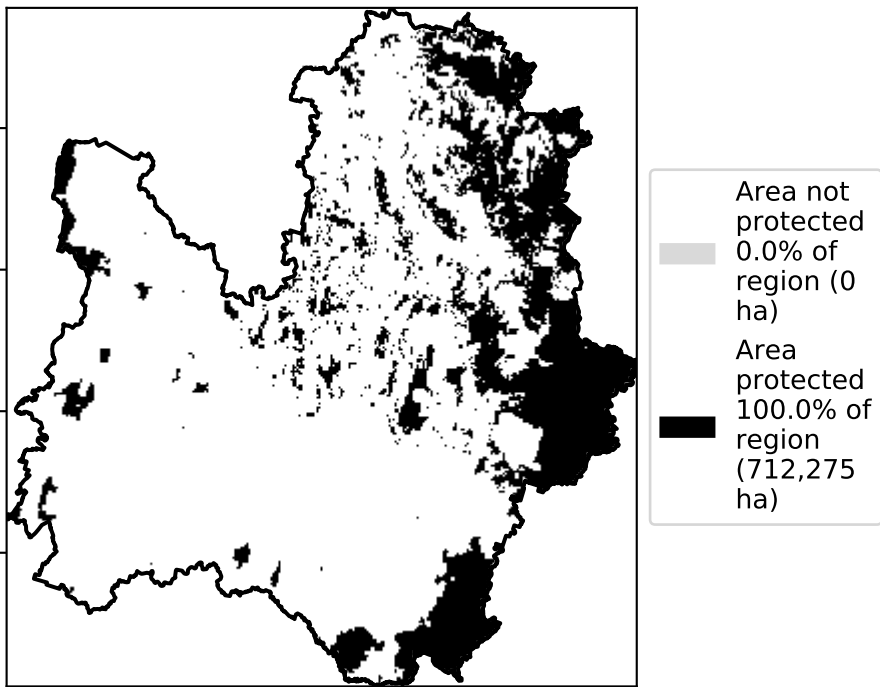 Area not
protected
0.0% of
region (0
ha)
Area
protected
100.0% of
region
(712,275
ha)